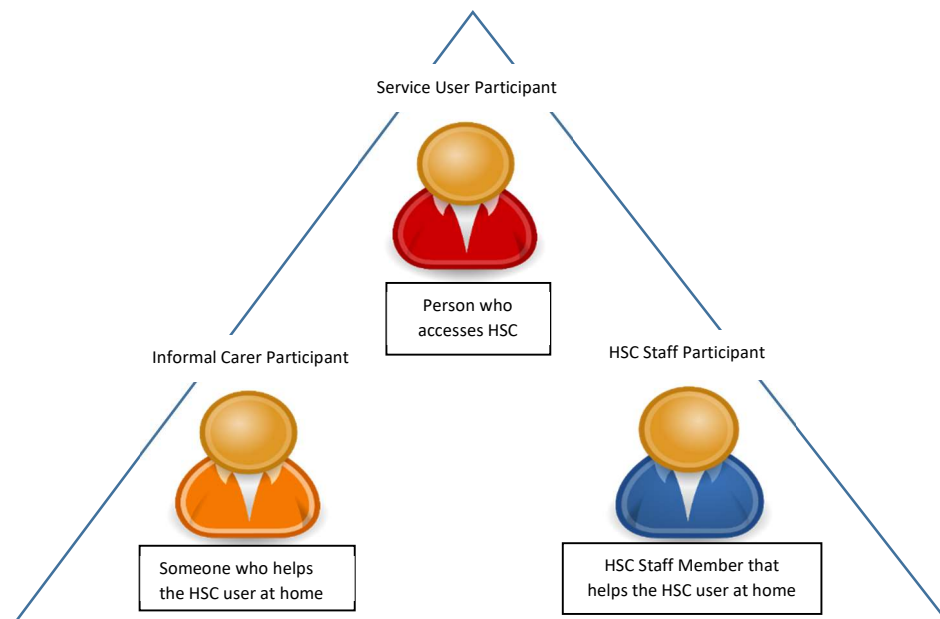 Service User Participant
Person who
accesses HSC
Informal Carer Participant
HSC Staff Participant
Someone who helps
the HSC user at home
HSC Staff Member that
helps the HSC user at home